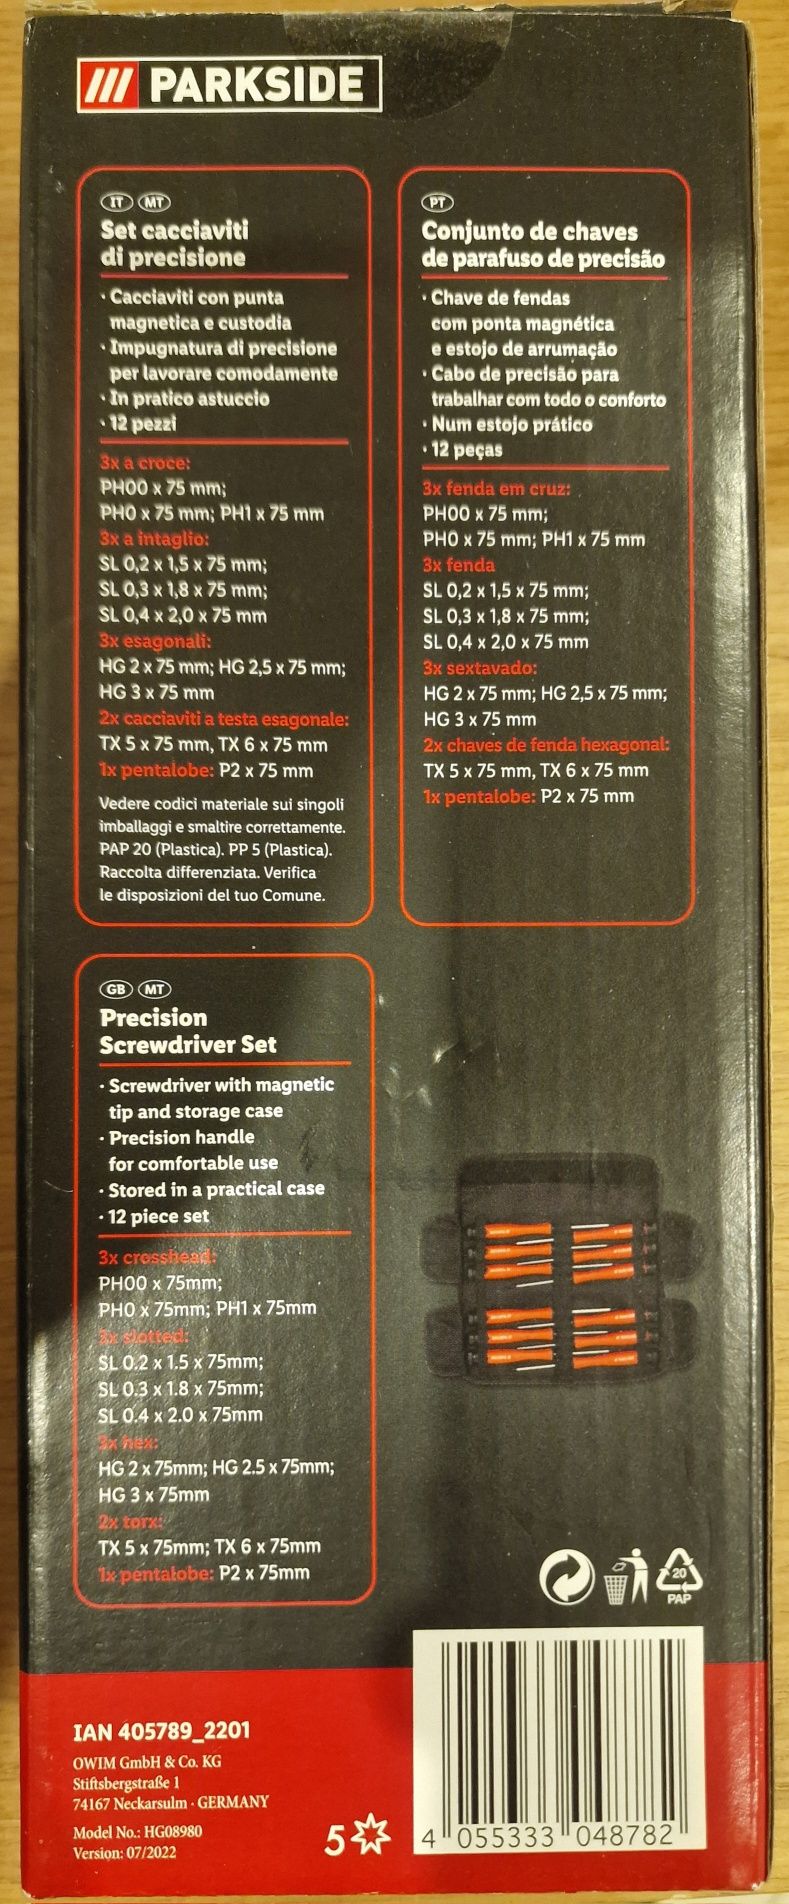 PARKSIDE
IT MT
Set cacciaviti
di precisione
· Cacciaviti con punta
magnetica e custodia
· Impugnatura di precisione
per lavorare comodamente
· In pratico astuccio
· 12 pezzi
3x a croce:
PH00 x 75 mm;
PH0 x 75 mm; PH1 x 75 mm
3x a intaglio:
SL 0,2 x 1,5 x 75 mm;
SL 0,3 x 1,8 x 75 mm;
SL 0,4 x 2,0 x 75 mm
3x esagonali:
HG 2 x 75 mm; HG 2,5 x 75 mm;
HG 3 x 75 mm
2x cacciaviti a testa esagonale:
TX 5 x 75 mm, TX 6 x 75 mm
1x pentalobe: P2 x 75 mm
Vedere codici materiale sui singoli
imballaggi e smaltire correttamente.
PAP 20 (Plastica). PP 5 (Plastica).
Raccolta differenziata. Verifica
le disposizioni del tuo Comune.
PT
Conjunto de chaves
de parafuso de precisão
· Chave de fendas
com ponta magnética
e estojo de arrumação
· Cabo de precisão para
trabalhar com todo o conforto
· Num estojo prático
· 12 peças
3x fenda em cruz:
PH00 x 75 mm;
PH0 x 75 mm; PH1 x 75 mm
3x fenda
SL 0,2 x 1,5 x 75 mm;
SL 0,3 x 1,8 x 75 mm;
SL 0,4 x 2,0 x 75 mm
3x sextavado:
HG 2 x 75 mm; HG 2,5 x 75 mm;
HG 3 x 75 mm
2x chaves de fenda hexagonal:
TX 5 x 75 mm, TX 6 x 75 mm
1x pentalobe: P2 x 75 mm
GB MT
Precision
Screwdriver Set
· Screwdriver with magnetic
tip and storage case
· Precision handle
for comfortable use
· Stored in a practical case
· 12 piece set
3x crosshead:
PH00 x 75mm;
PH0 x 75mm; PH1 x 75mm
3x slotted:
SL 0.2 x 1.5 x 75mm;
SL 0.3 x 1.8 x 75mm;
SL 0.4 x 2.0 x 75mm
3x hex:
HG 2 x 75mm; HG 2.5 x 75mm;
HG 3 x 75mm
2x torx:
TX 5 x 75mm; TX 6 x 75mm
1x pentalobe: P2 x 75mm
20
PAP
IAN 405789_2201
OWIM GmbH & Co. KG
Stiftsbergstraße 1
74167 Neckarsulm · GERMANY
Model No.: HG08980
Version: 07/2022
5
4 055333 048782